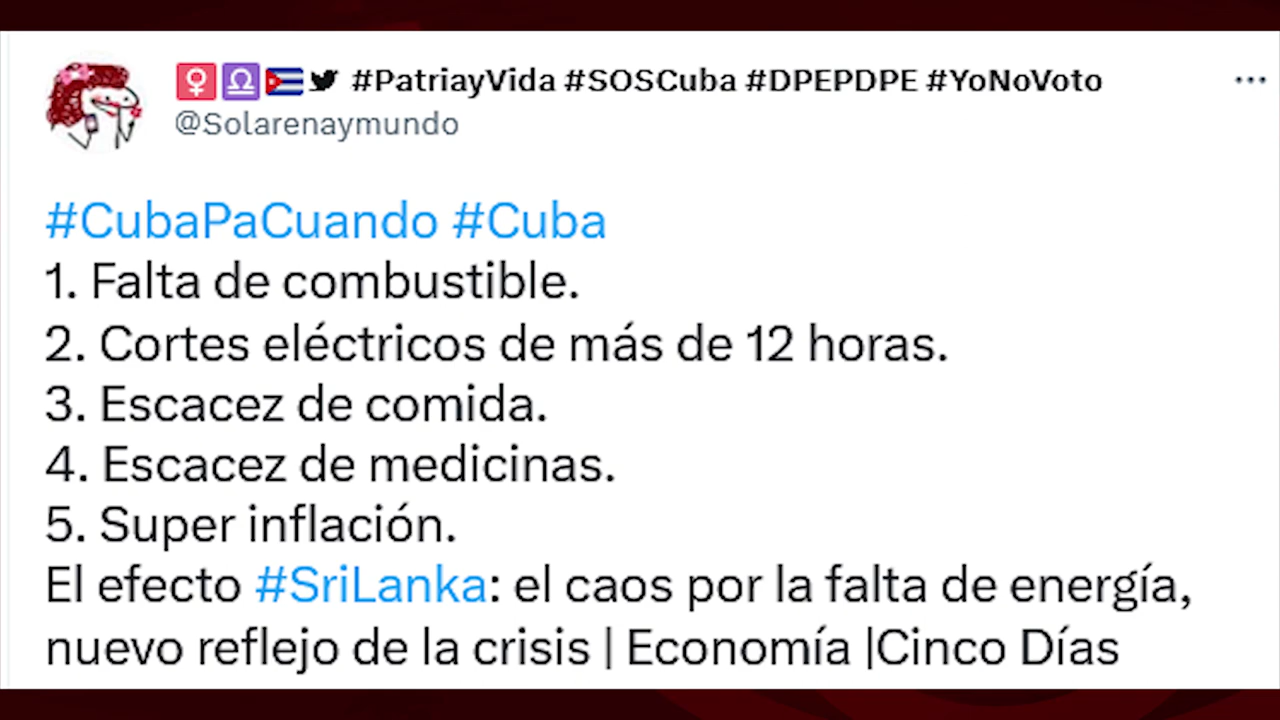 #PatriayVida #SOSCuba #DPEPDPE #YoNoVoto
@Solarenaymundo
#CubaPaCuando #Cuba
1. Falta de combustible.
2. Cortes eléctricos de más de 12 horas.
3. Escacez de comida.
4. Escacez de medicinas.
5. Super inflación.
El efecto #SriLanka: el caos por la falta de energía,
nuevo reflejo de la crisis | Economía |Cinco Días